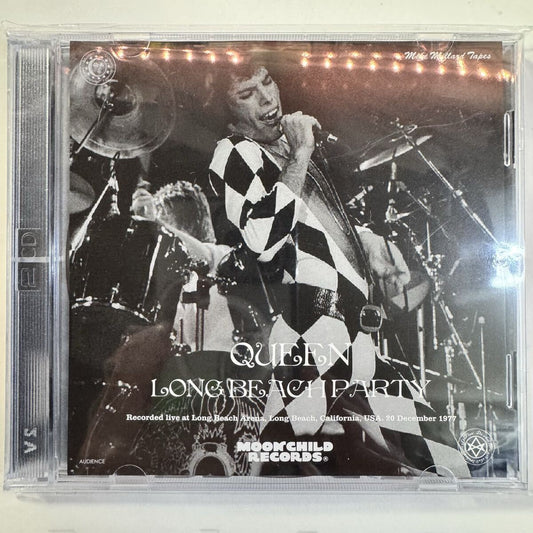 Mike Millard Tapes
2CD
QUEEN
LONG BEACH PARTY
Recorded live at Long Beach Arena, Long Beach, California, USA. 20 December 1977
MOONCHILD
RECORDS®
AUDIENCE